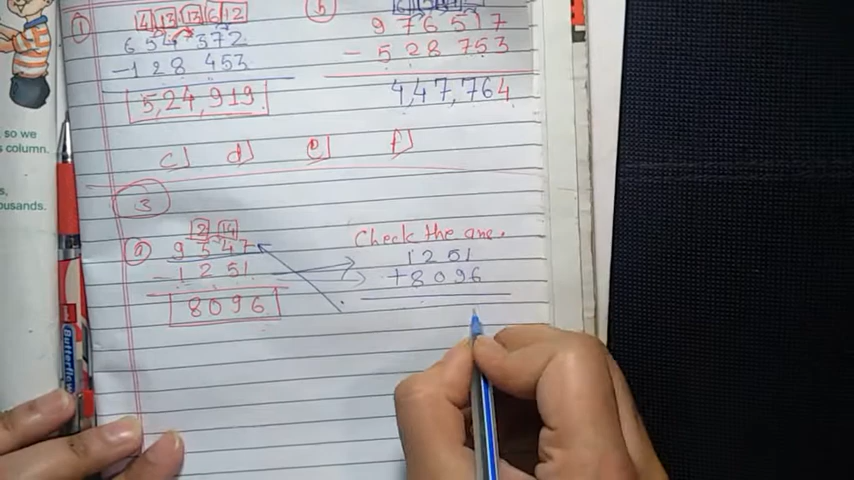 , so we
s column.
s,
usands.
① 4 13 13 6 12
6 5 4 3 7 2
- 1 2 8 4 5 3
5,24,919
b
9 7 6 5 1 7
- 5 2 8 7 5 3
4,47,764
c] d] e] f]
3
a 2 14
9 5 4 7
- 1 2 5 1
8 0 9 6
Check the ans.
1 2 5 1
+ 8 0 9 6
Butterflow